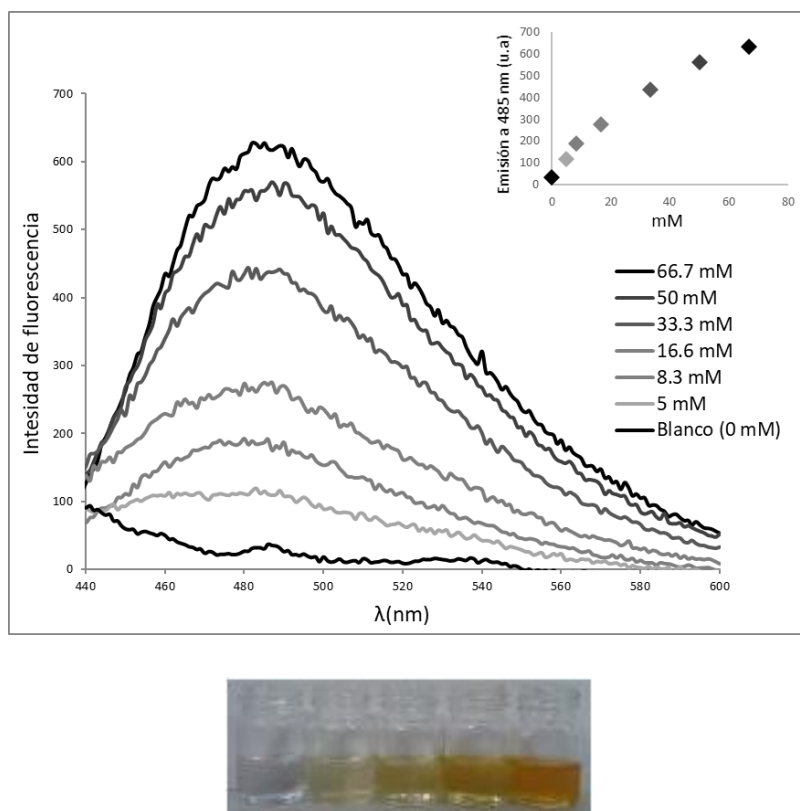 Emisión a 485 nm (u.a)
700
600
500
400
300
200
100
0
0 20 40 60 80
mM
Intesidad de fluorescencia
700
600
500
400
300
200
100
0
440 460 480 500 520 540 560 580 600
λ(nm)
66.7 mM
50 mM
33.3 mM
16.6 mM
8.3 mM
5 mM
Blanco (0 mM)